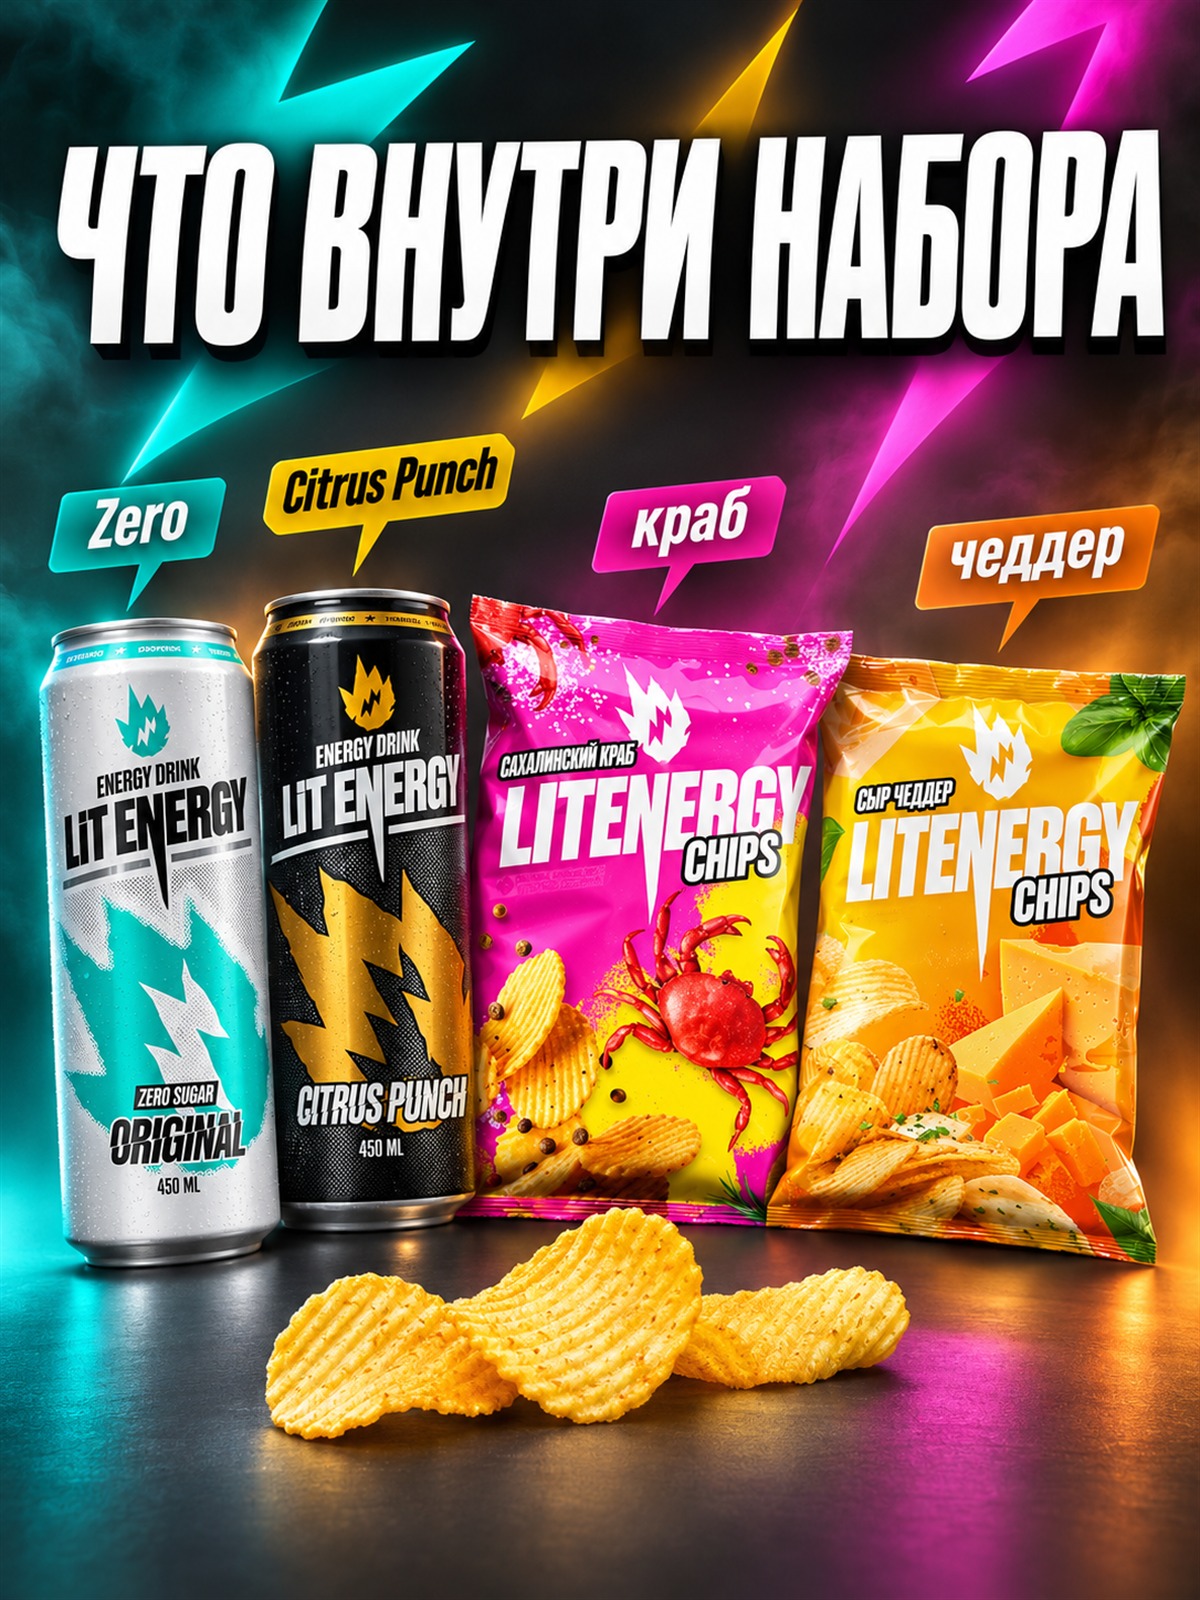 ЧТО ВНУТРИ НАБОРА
Zero
Citrus Punch
краб
чеддер
ENERGY DRINK
LIT ENERGY
ZERO SUGAR
ORIGINAL
450 ML
ENERGY DRINK
LIT ENERGY
CITRUS PUNCH
450 ML
САХАЛИНСКИЙ КРАБ
LITENERGY
CHIPS
СЫР ЧЕДДЕР
LITENERGY
CHIPS